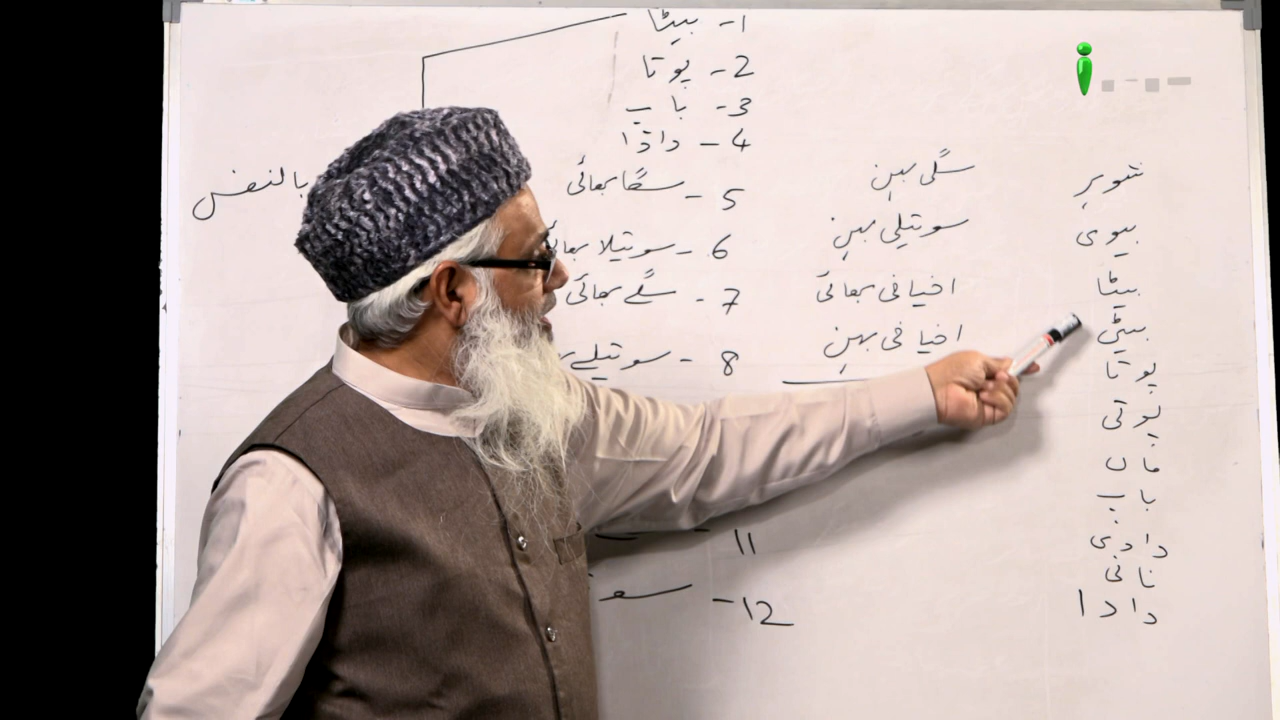 شوہر
بیوی
بیٹا
بیٹی
پوتا
پوتی
ماں
باپ
دادی
نانی
دادا
سگی بہن
سوتیلی بہن
اخیافی بھائی
اخیافی بہن
1- بیٹا
2- پوتا
3- باپ
4- دادا
5- سگا بھائی
6- سوتیلا
7- سگے بھائی
8- سوتیلے
11
12-
بالنفس